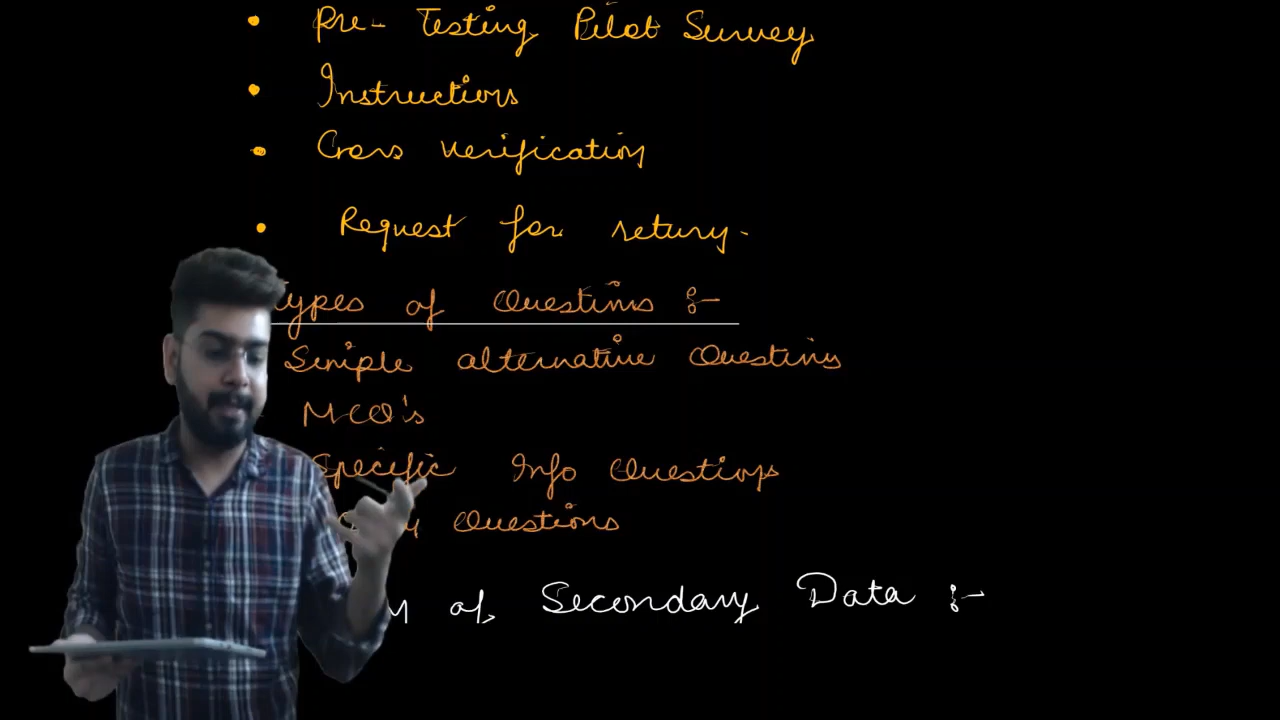 • Pre- Testing Pilot Survey
• Instructions
• Cross verification
• Request for return.
Types of Questions :-
Simple alternative Questions
MCQ's
Specific Info Questions
Questions
of Secondary Data :-